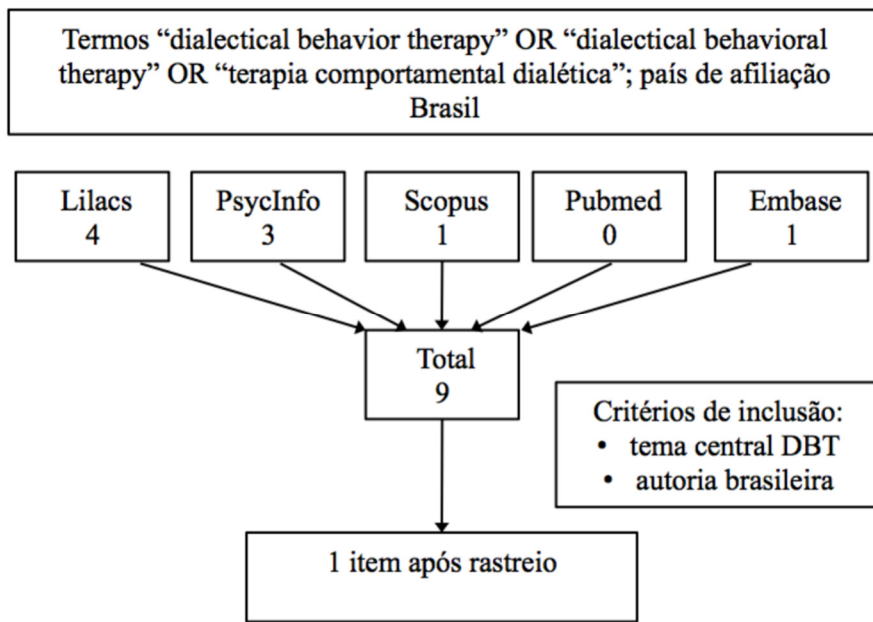 Termos “dialectical behavior therapy” OR “dialectical behavioral
therapy” OR “terapia comportamental dialética”; país de afiliação
Brasil
Lilacs
4
PsycInfo
3
Scopus
1
Pubmed
0
Embase
1
Total
9
Critérios de inclusão:
• tema central DBT
• autoria brasileira
1 item após rastreio